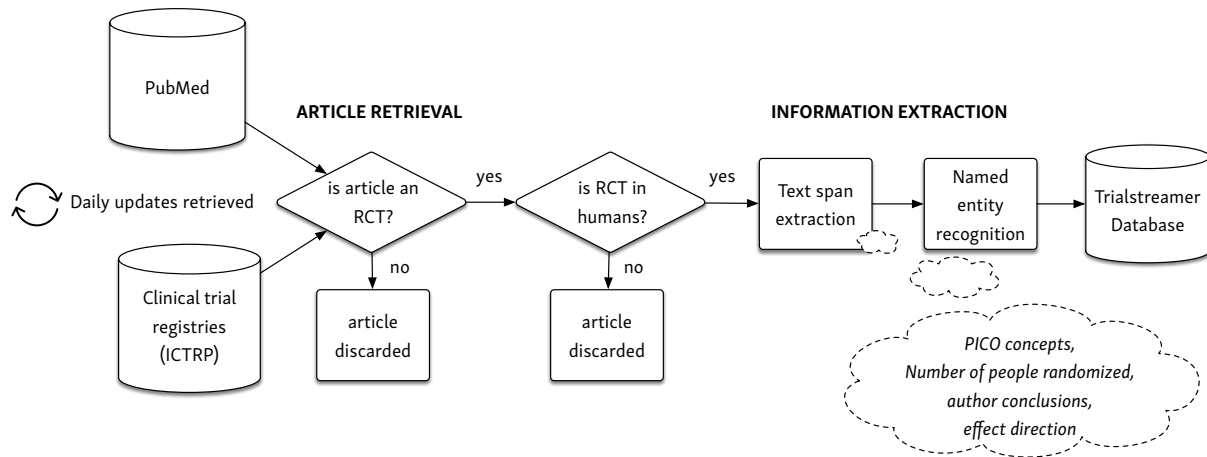 PubMed
ARTICLE RETRIEVAL
INFORMATION EXTRACTION
Daily updates retrieved
is article an
RCT?
yes
is RCT in
humans?
yes
Text span
extraction
Named
entity
recognition
Trialstreamer
Database
no
no
Clinical trial
registries
(ICTRP)
article
discarded
article
discarded
PICO concepts,
Number of people randomized,
author conclusions,
effect direction